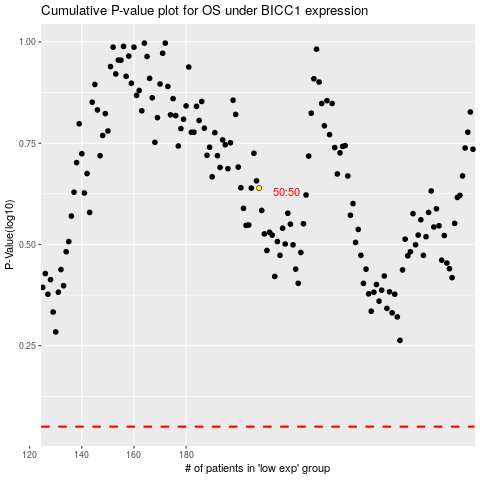 Cumulative P-value plot for OS under BICC1 expression
P-Value(log10)
1.00
0.75
0.50
0.25
50:50
120 140 160 180
# of patients in 'low exp' group